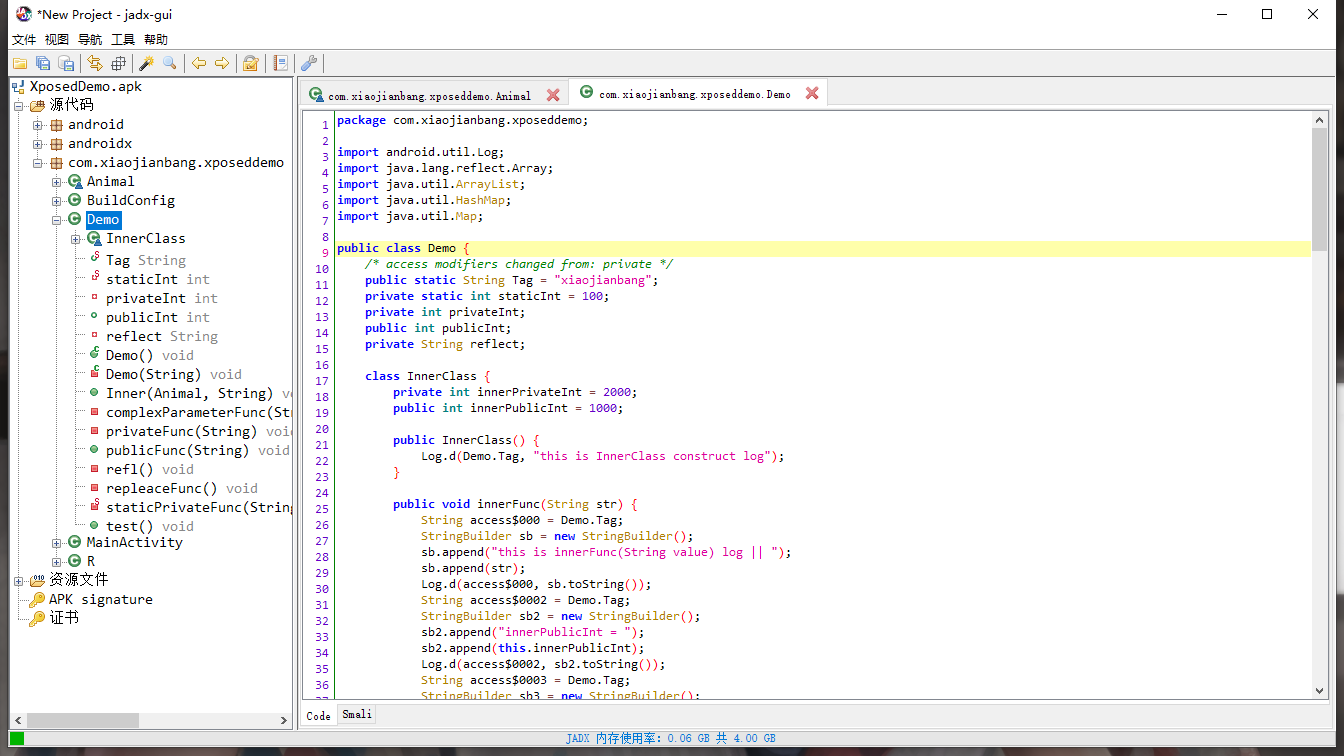 *New Project - jadx-gui
文件 视图 导航 工具 帮助
XposedDemo.apk
源代码
android
androidx
com.xiaojianbang.xposeddemo
Animal
BuildConfig
Demo
InnerClass
Tag String
staticInt int
privateInt int
publicInt int
reflect String
Demo() void
Demo(String) void
Inner(Animal, String) v
complexParameterFunc(St
privateFunc(String) voi
publicFunc(String) void
refl() void
repleaceFunc() void
staticPrivateFunc(String
test() void
MainActivity
R
资源文件
APK signature
证书
com.xiaojianbang.xposeddemo.Animal
com.xiaojianbang.xposeddemo.Demo
1 package com.xiaojianbang.xposeddemo;
2
3 import android.util.Log;
4 import java.lang.reflect.Array;
5 import java.util.ArrayList;
6 import java.util.HashMap;
7 import java.util.Map;
8
9 public class Demo {
10 /* access modifiers changed from: private */
11 public static String Tag = "xiaojianbang";
12 private static int staticInt = 100;
13 private int privateInt;
14 public int publicInt;
15 private String reflect;
16
17 class InnerClass {
18 private int innerPrivateInt = 2000;
19 public int innerPublicInt = 1000;
20
21 public InnerClass() {
22 Log.d(Demo.Tag, "this is InnerClass construct log");
23 }
24
25 public void innerFunc(String str) {
26 String access$000 = Demo.Tag;
27 StringBuilder sb = new StringBuilder();
28 sb.append("this is innerFunc(String value) log || ");
29 sb.append(str);
30 Log.d(access$000, sb.toString());
31 String access$0002 = Demo.Tag;
32 StringBuilder sb2 = new StringBuilder();
33 sb2.append("innerPublicInt = ");
34 sb2.append(this.innerPublicInt);
35 Log.d(access$0002, sb2.toString());
36 String access$0003 = Demo.Tag;
StringBuilder sb3 = new StringBuilder();
Code Smali
JADX 内存使用率: 0.06 GB 共 4.00 GB